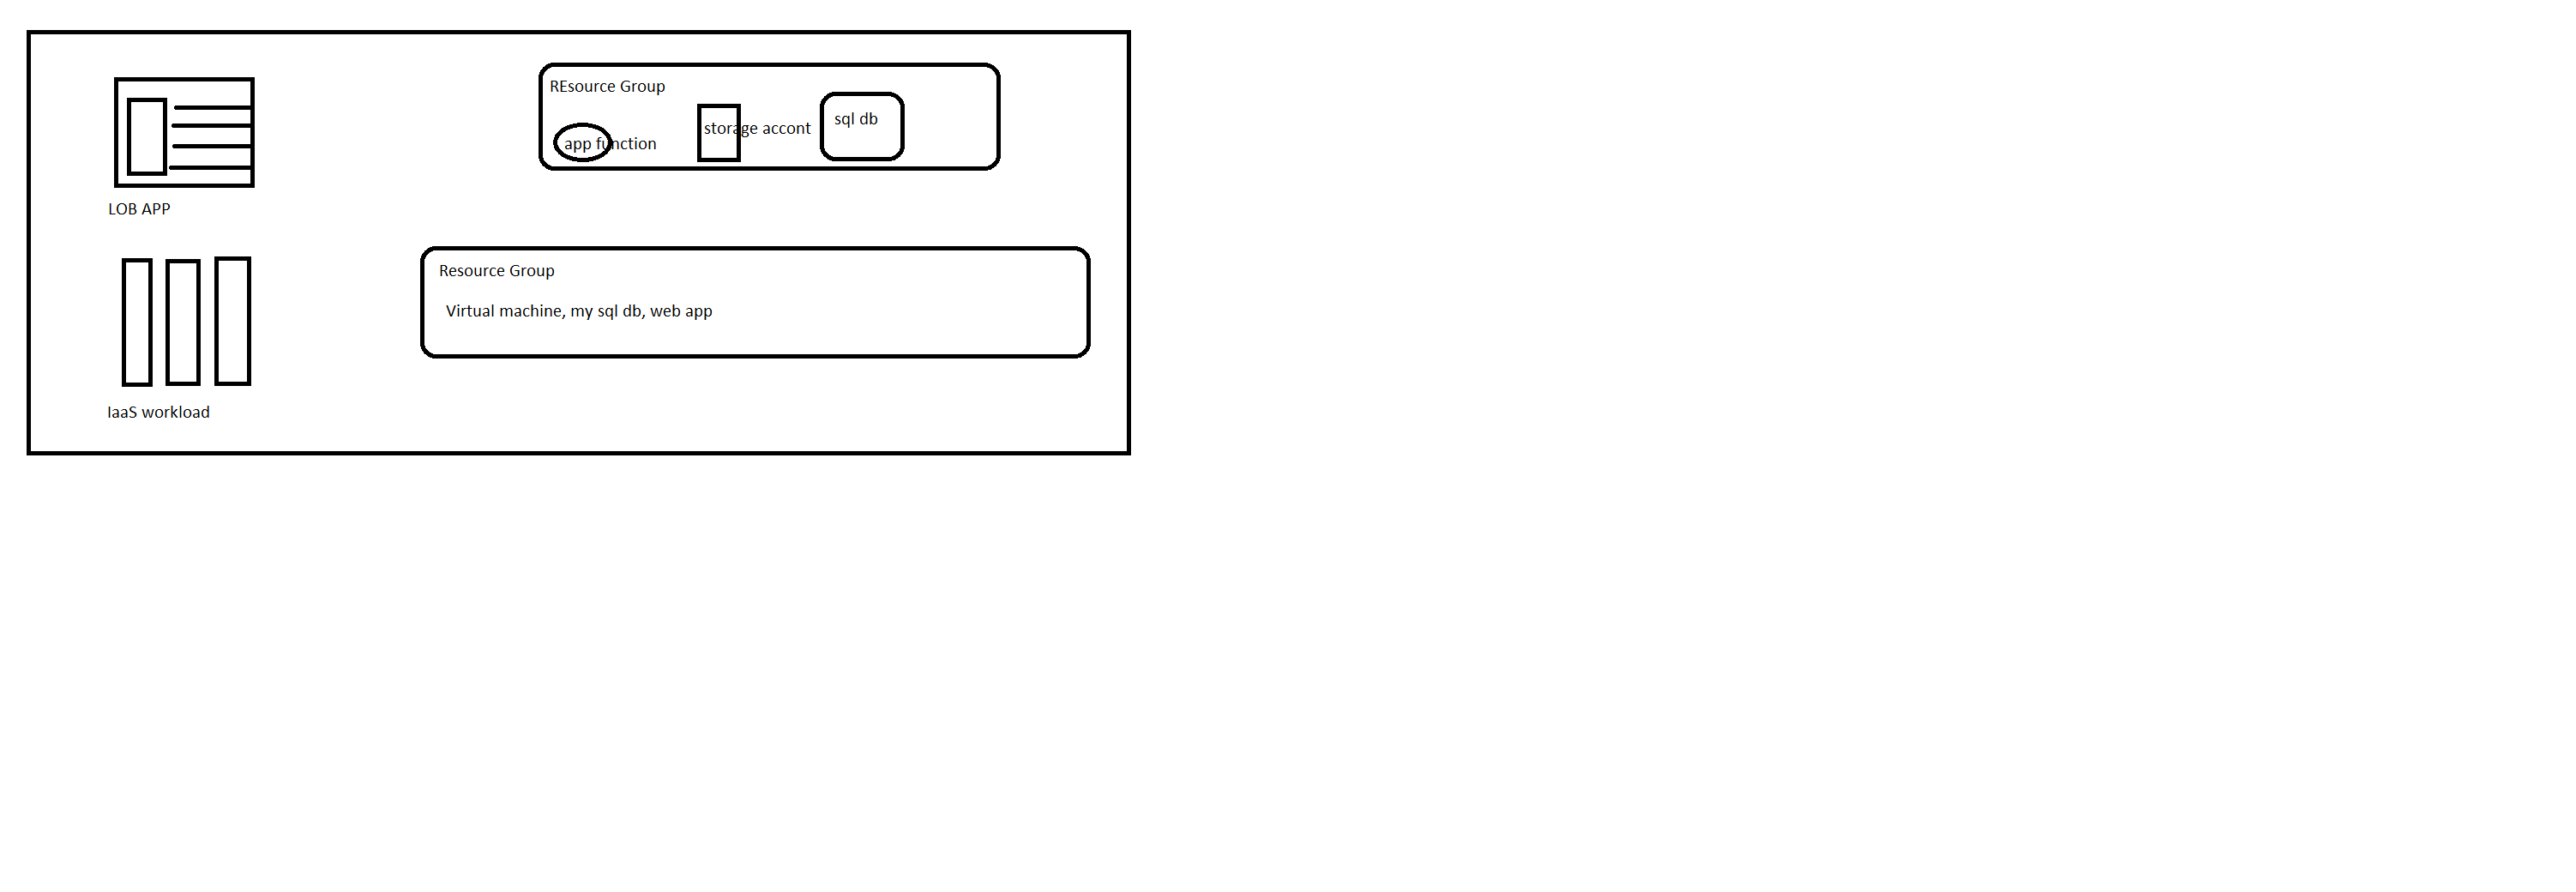 REsource Group
app function
storage accont
sql db
LOB APP
Resource Group
Virtual machine, my sql db, web app
IaaS workload